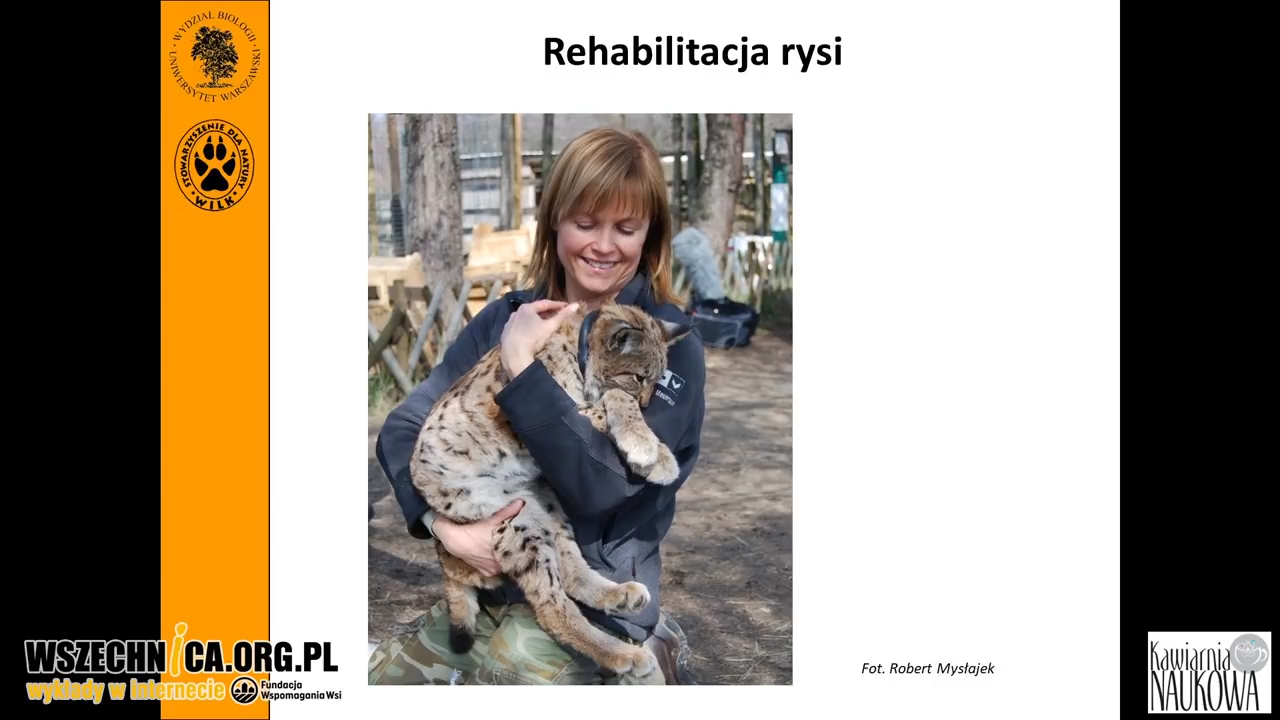 Rehabilitacja rysi
WYDZIAŁ BIOLOGII
UNIWERSYTET WARSZAWSKI
STOWARZYSZENIE DLA NATURY
WILK
Fot. Robert Mysłajek
WSZECHNICA.ORG.PL
wykłady w internecie
Fundacja
Wspomagania Wsi
Kawiarnia
NAUKOWA